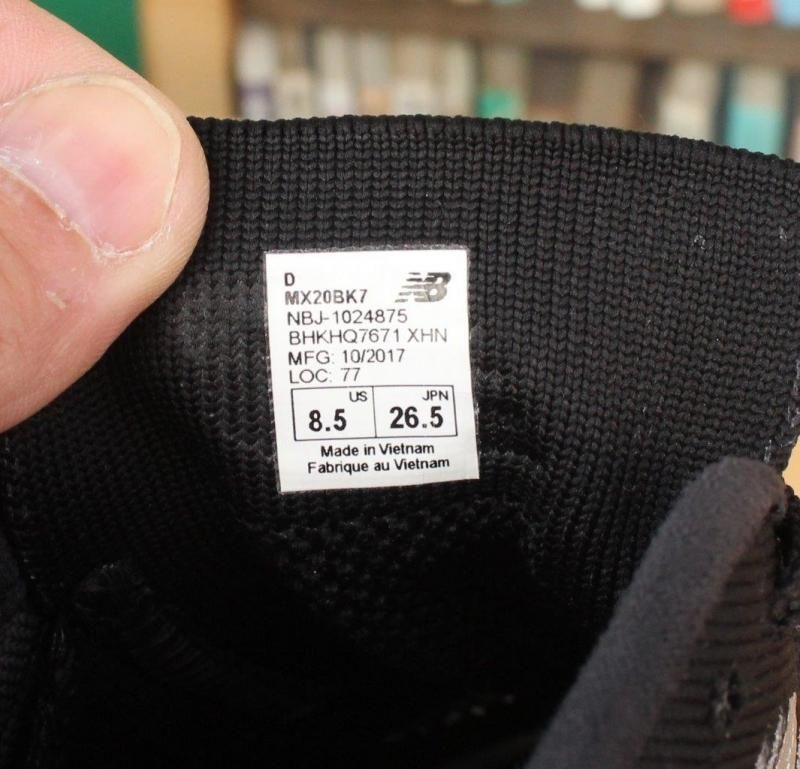 D
MX20BK7 NB
NBJ-1024875
BHKHQ7671 XHN
MFG: 10/2017
LOC: 77
US JPN
8.5 26.5
Made in Vietnam
Fabrique au Vietnam